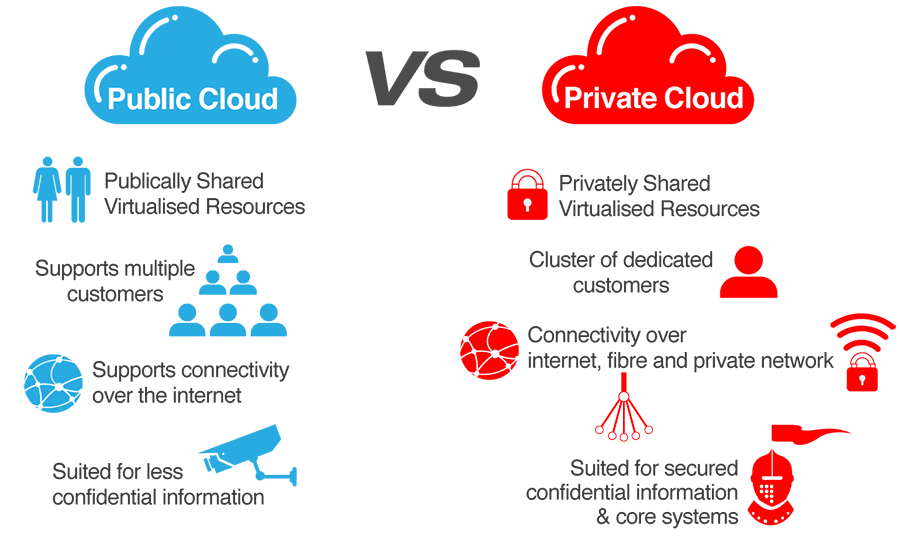 Public Cloud
VS
Private Cloud
Publically Shared
Virtualised Resources
Supports multiple
customers
Supports connectivity
over the internet
Suited for less
confidential information
Privately Shared
Virtualised Resources
Cluster of dedicated
customers
Connectivity over
internet, fibre and private network
Suited for secured
confidential information
& core systems